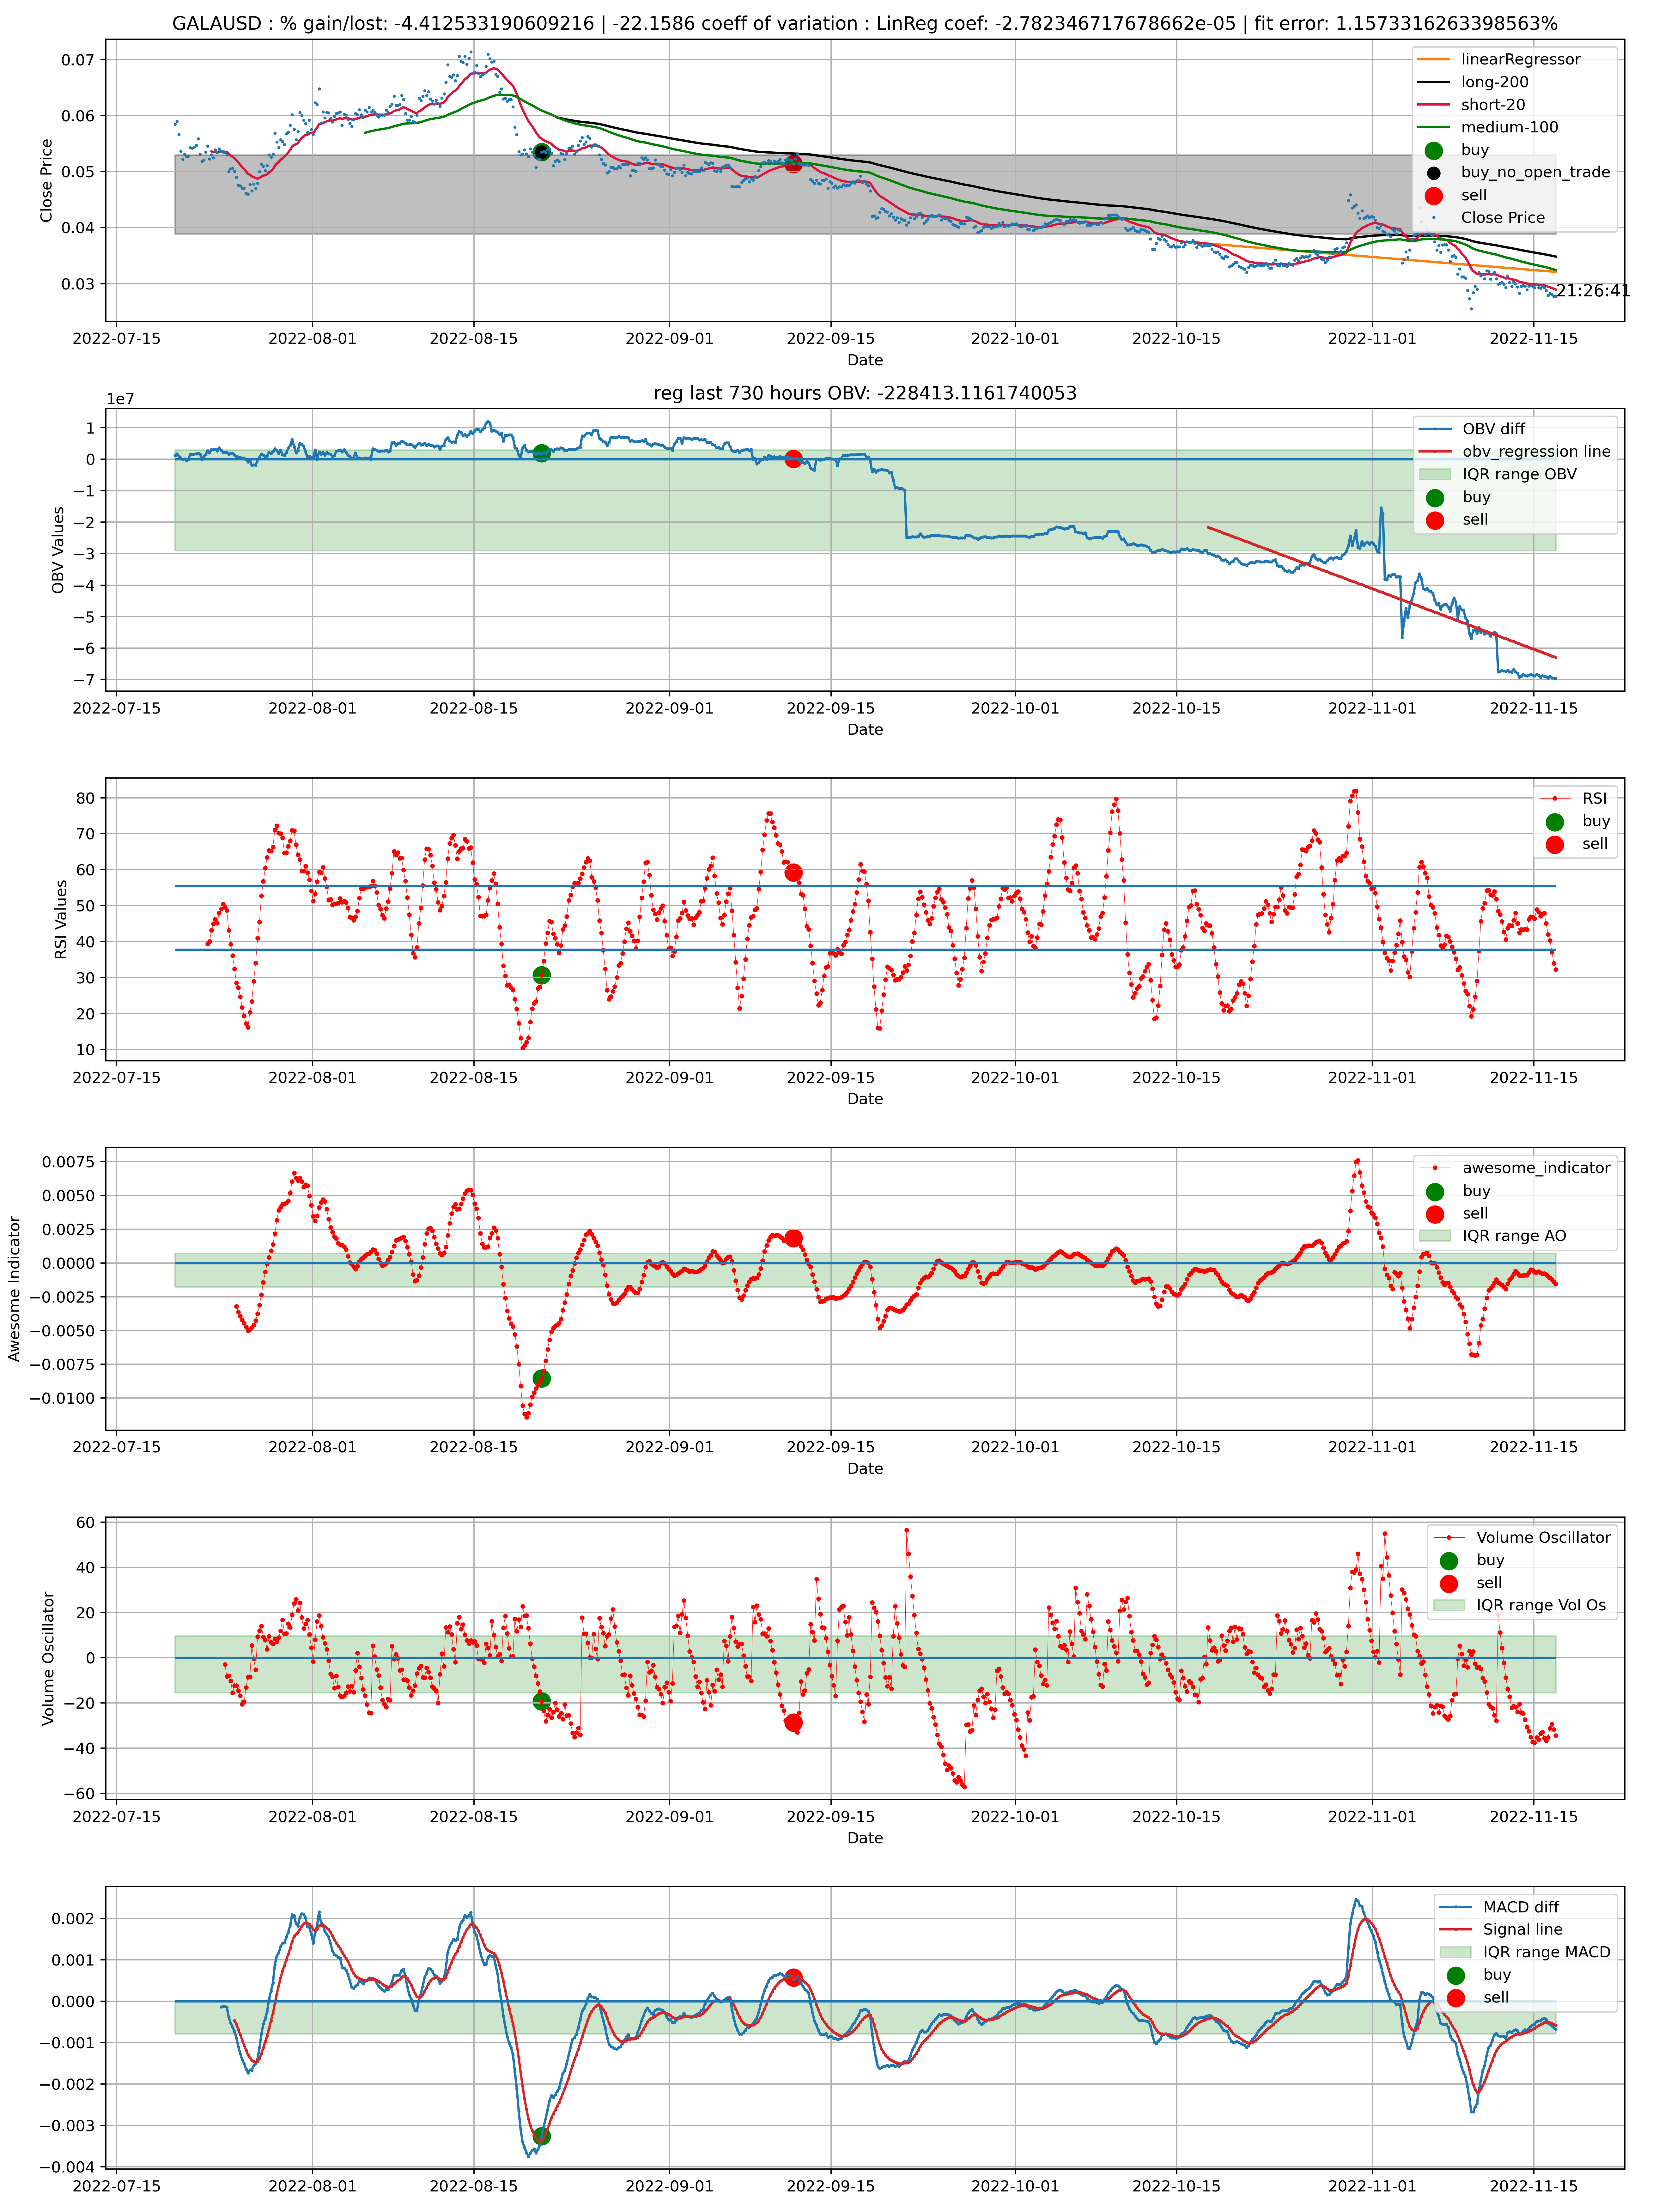 GALAUSD : % gain/lost: -4.412533190609216 | -22.1586 coeff of variation : LinReg coef: -2.782346717678662e-05 | fit error: 1.1573316263398563%
Close Price
0.07
0.06
0.05
0.04
0.03
linearRegressor
long-200
short-20
medium-100
buy
buy_no_open_trade
sell
Close Price
21:26:41
2022-07-15 2022-08-01 2022-08-15 2022-09-01 2022-09-15 2022-10-01 2022-10-15 2022-11-01 2022-11-15
Date
reg last 730 hours OBV: -228413.1161740053
1e7
OBV Values
1
0
−1
−2
−3
−4
−5
−6
−7
OBV diff
obv_regression line
IQR range OBV
buy
sell
2022-07-15 2022-08-01 2022-08-15 2022-09-01 2022-09-15 2022-10-01 2022-10-15 2022-11-01 2022-11-15
Date
RSI Values
80
70
60
50
40
30
20
10
RSI
buy
sell
2022-07-15 2022-08-01 2022-08-15 2022-09-01 2022-09-15 2022-10-01 2022-10-15 2022-11-01 2022-11-15
Date
Awesome Indicator
0.0075
0.0050
0.0025
0.0000
−0.0025
−0.0050
−0.0075
−0.0100
awesome_indicator
buy
sell
IQR range AO
2022-07-15 2022-08-01 2022-08-15 2022-09-01 2022-09-15 2022-10-01 2022-10-15 2022-11-01 2022-11-15
Date
Volume Oscillator
60
40
20
0
−20
−40
−60
Volume Oscillator
buy
sell
IQR range Vol Os
2022-07-15 2022-08-01 2022-08-15 2022-09-01 2022-09-15 2022-10-01 2022-10-15 2022-11-01 2022-11-15
Date
0.002
0.001
0.000
−0.001
−0.002
−0.003
−0.004
MACD diff
Signal line
IQR range MACD
buy
sell
2022-07-15 2022-08-01 2022-08-15 2022-09-01 2022-09-15 2022-10-01 2022-10-15 2022-11-01 2022-11-15